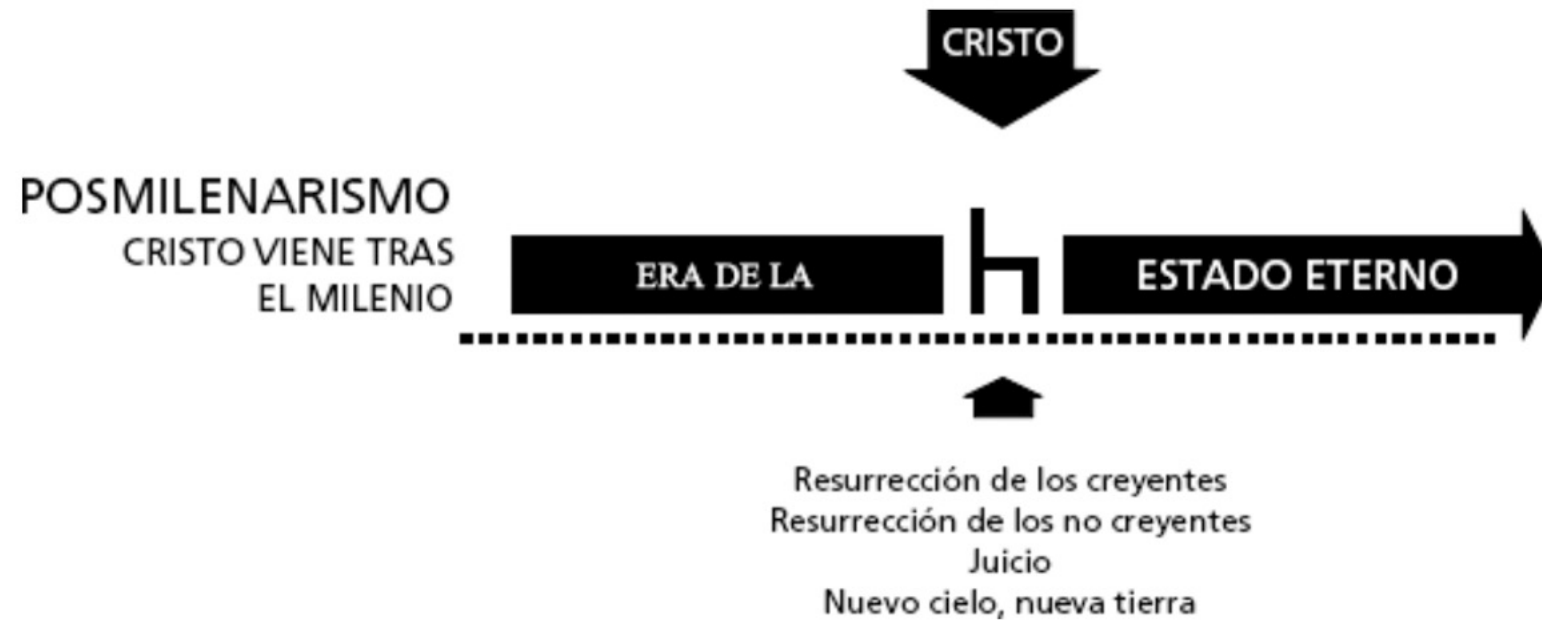 CRISTO
POSMILENARISMO
CRISTO VIENE TRAS
EL MILENIO
ERA DE LA
ESTADO ETERNO
Resurrección de los creyentes
Resurrección de los no creyentes
Juicio
Nuevo cielo, nueva tierra